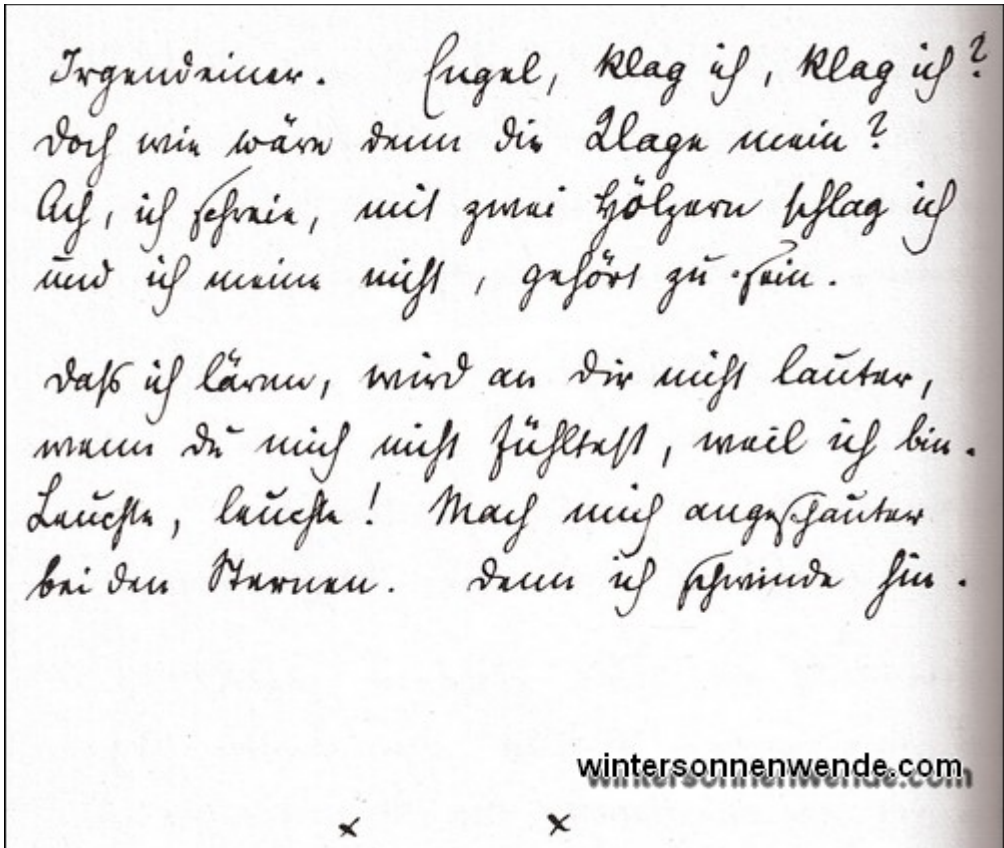 Irgendeiner. Engel, klag ich, klag ich?
Doch wie wäre denn die Klage mein?
Ach, ich schreie, mit zwei Hölzern schlag ich
und ich meine nicht, gehört zu sein.
Daß ich lärme, wird an Dir nicht lauter,
wenn du mich nicht fühltest, weil ich bin.
Leuchte, leuchte! Mach mich angeschauter
bei den Sternen. Denn ich schwinde hin.
wintersonnenwende.com
× ×